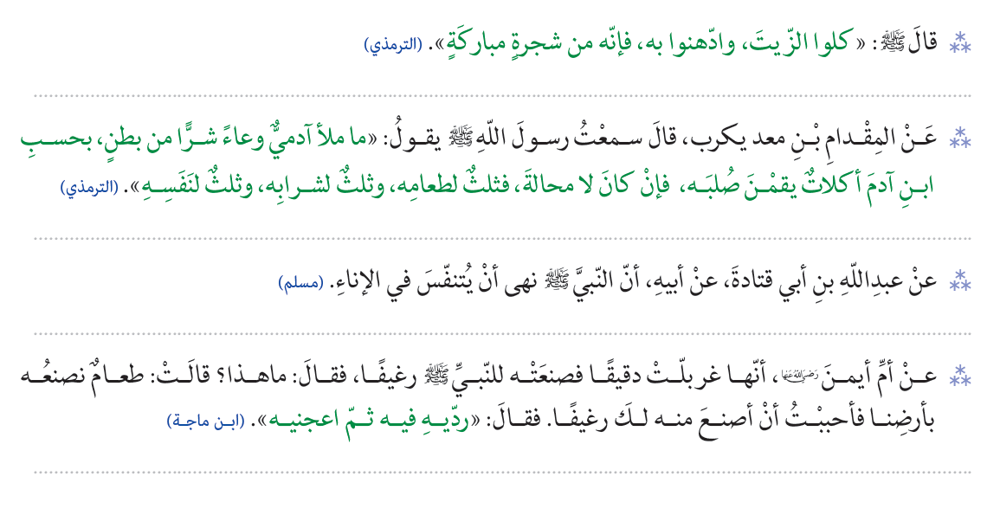 ⁂ قالَ ﷺ: «كلوا الزّيتَ، وادّهنوا به، فإنّه من شجرةٍ مباركَةٍ». (الترمذي)
⁂ عَنْ المِقْدامِ بْنِ معد يكرب، قالَ سمعْتُ رسولَ اللّهِ ﷺ يقولُ: «ما ملأ آدميٌّ وعاءً شرًّا من بطنٍ، بحسبِ
ابنِ آدمَ أكلاتٌ يقمْنَ صُلبَه، فإنْ كانَ لا محالةَ، فثلثٌ لطعامِه، وثلثٌ لشرابِه، وثلثٌ لنَفَسِهِ». (الترمذي)
⁂ عنْ عبدِاللّهِ بنِ أبي قتادةَ، عنْ أبيهِ، أنّ النّبيَّ ﷺ نهى أنْ يُتنفّسَ في الإناءِ. (مسلم)
⁂ عنْ أمِّ أيمنَ رضي الله عنها، أنّها غربلّتْ دقيقًا فصنعَتْه للنّبيِّ ﷺ رغيفًا، فقالَ: ماهذا؟ قالَتْ: طعامٌ نصنعُه
بأرضِنا فأحببْتُ أنْ أصنعَ منه لكَ رغيفًا. فقالَ: «ردّيهِ فيه ثمّ اعجنيه». (ابن ماجة)